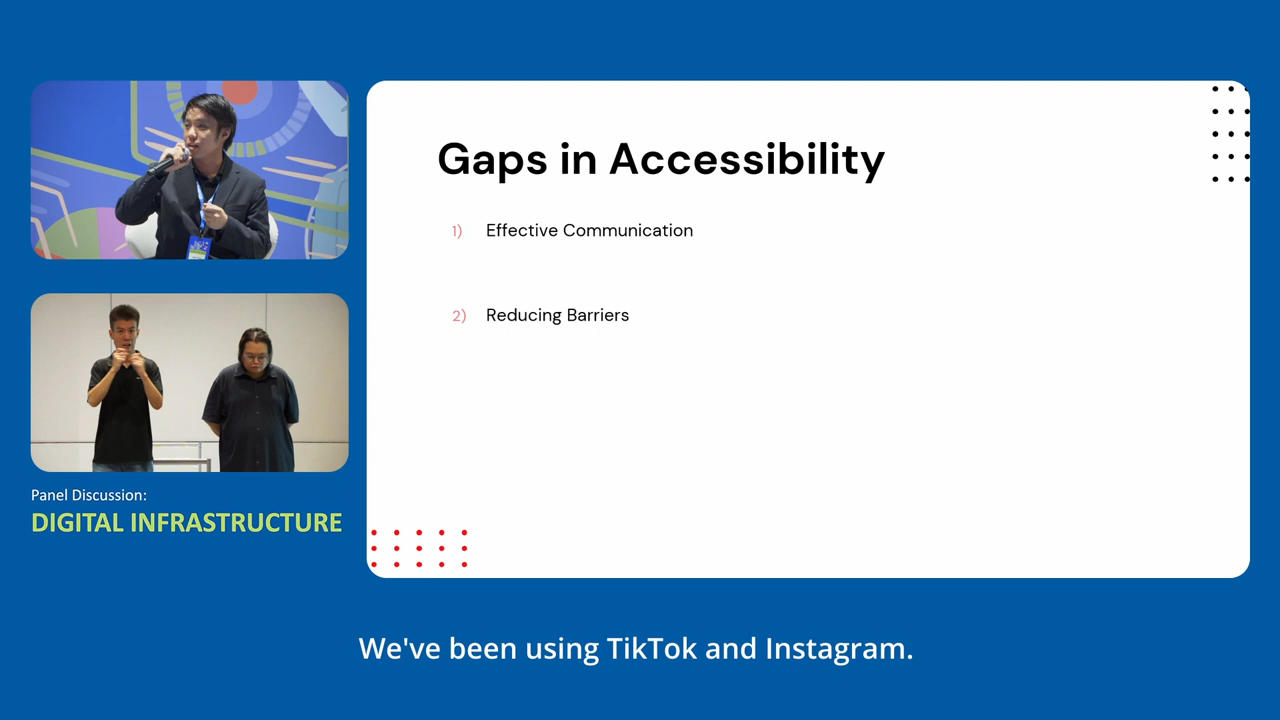 Gaps in Accessibility
1) Effective Communication
2) Reducing Barriers
Panel Discussion:
DIGITAL INFRASTRUCTURE
We've been using TikTok and Instagram.